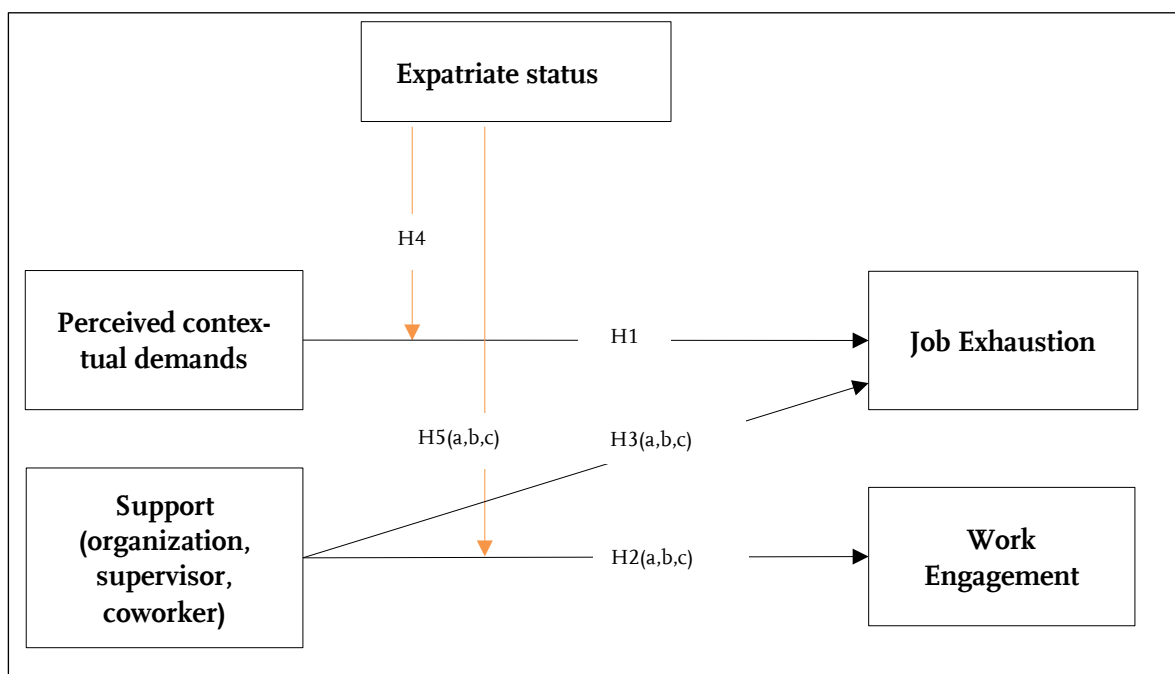 Expatriate status
H4
Perceived contex-
tual demands
H1
Job Exhaustion
H5(a,b,c)
H3(a,b,c)
Support
(organization,
supervisor,
coworker)
H2(a,b,c)
Work
Engagement